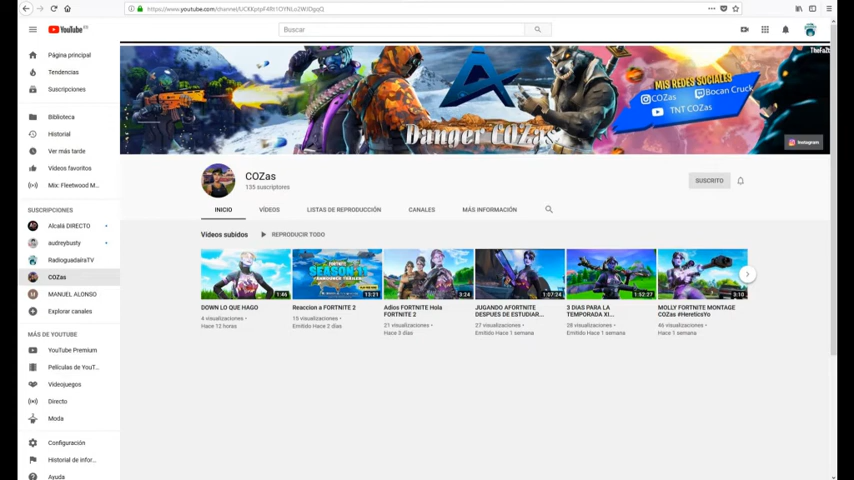 YouTube ES
Buscar
Página principal
Tendencias
Suscripciones
Biblioteca
Historial
Ver más tarde
Vídeos favoritos
Mix: Fleetwood M...
SUSCRIPCIONES
Alcalá DIRECTO
audreybusty
RadioguadairaTV
COZas
MANUEL ALONSO
Explorar canales
MÁS DE YOUTUBE
YouTube Premium
Películas de YouT...
Videojuegos
Directo
Moda
Configuración
Historial de infor...
Ayuda
Danger COZas
MIS REDES SOCIALES
COZas
Bocan Cruck
TNT COZas
Instagram
COZas
135 suscriptores
SUSCRITO
INICIO
VÍDEOS
LISTAS DE REPRODUCCIÓN
CANALES
MÁS INFORMACIÓN
Vídeos subidos
REPRODUCIR TODO
1:46
DOWN LO QUE HAGO
4 visualizaciones •
Hace 12 horas
FORTNITE
SEASON 11
13:21
Reaccion a FORTNITE 2
15 visualizaciones •
Emitido Hace 2 días
3:24
Adios FORTNITE Hola
FORTNITE 2
21 visualizaciones •
Hace 3 días
1:07:24
JUGANDO AFORTNITE
DESPUES DE ESTUDIAR...
27 visualizaciones •
Emitido Hace 1 semana
1:52:27
3 DIAS PARA LA
TEMPORADA XI...
28 visualizaciones •
Emitido Hace 1 semana
3:10
MOLLY FORTNITE MONTAGE
COZas #HereticsYo
46 visualizaciones •
Hace 1 semana